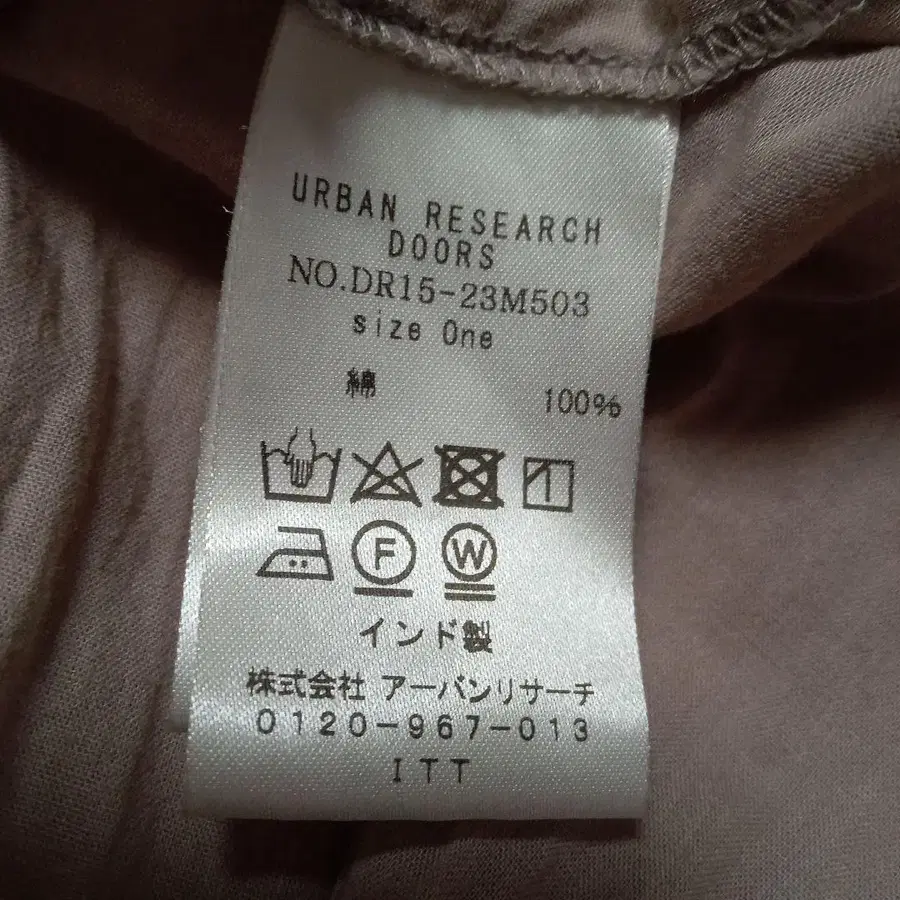 URBAN RESEARCH
DOORS
NO.DR15-23M503
size One
綿 100%
F W
インド製
株式会社 アーバンリサーチ
0120-967-013
ITT